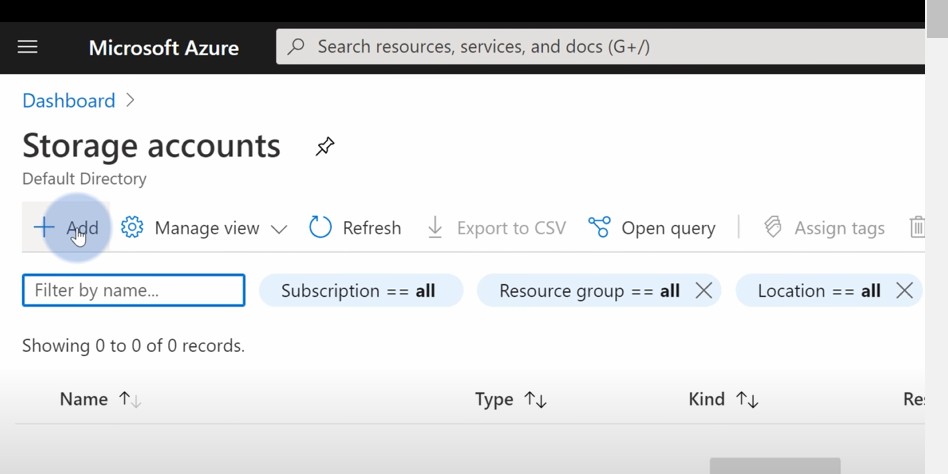 Microsoft Azure
Search resources, services, and docs (G+/)
Dashboard
Storage accounts
Default Directory
Add
Manage view
Refresh
Export to CSV
Open query
Assign tags
Filter by name...
Subscription == all
Resource group == all
Location == all
Showing 0 to 0 of 0 records.
Name
Type
Kind